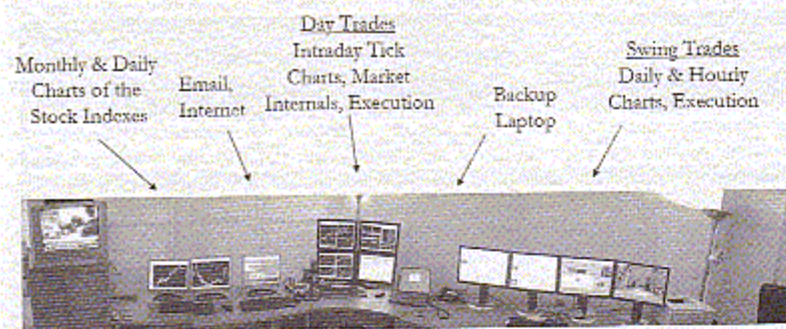 Monthly & Daily
Charts of the
Stock Indexes
Email,
Internet
Day Trades
Intraday Tick
Charts, Market
Internals, Execution
Backup
Laptop
Swing Trades
Daily & Hourly
Charts, Execution